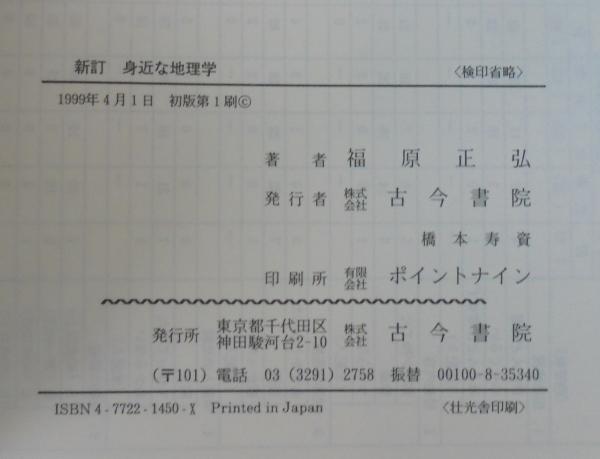 新訂　身近な地理学　〈検印省略〉
1999年4月1日　初版第1刷©
著者　福原正弘
発行者　株式会社　古今書院
橋本寿資
印刷所　有限会社　ポイントナイン
発行所　東京都千代田区神田駿河台2-10　株式会社　古今書院
(〒101) 電話　03 (3291) 2758　振替　00100-8-35340
ISBN4-7722-1450-X　Printed in Japan　〈壮光舎印刷〉